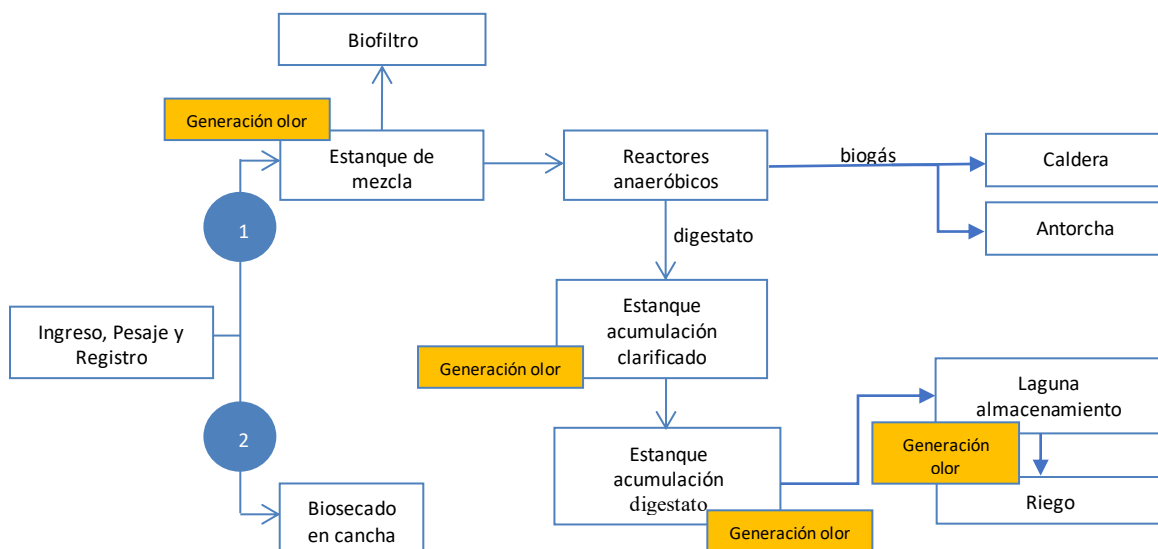 Biofiltro
Generación olor
Estanque de
mezcla
Reactores
anaeróbicos
biogás
Caldera
Antorcha
1
digestato
Ingreso, Pesaje y
Registro
Estanque
acumulación
clarificado
Generación olor
2
Laguna
almacenamiento
Generación
olor
Estanque
acumulación
digestato
Riego
Generación olor
Biosecado
en cancha